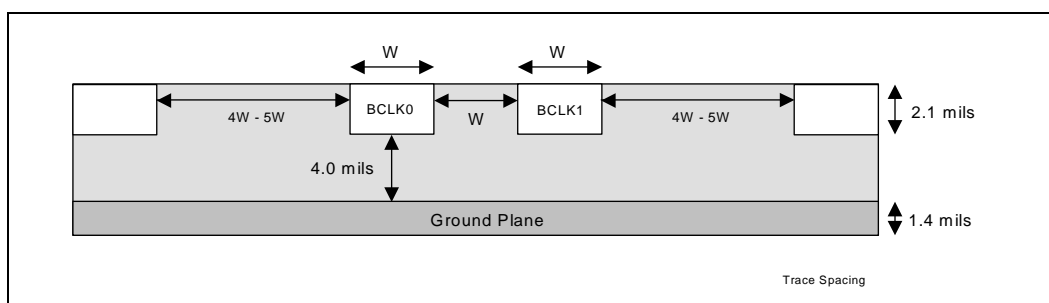 W
W
BCLK0
BCLK1
4W - 5W
W
4W - 5W
2.1 mils
4.0 mils
Ground Plane
1.4 mils
Trace Spacing